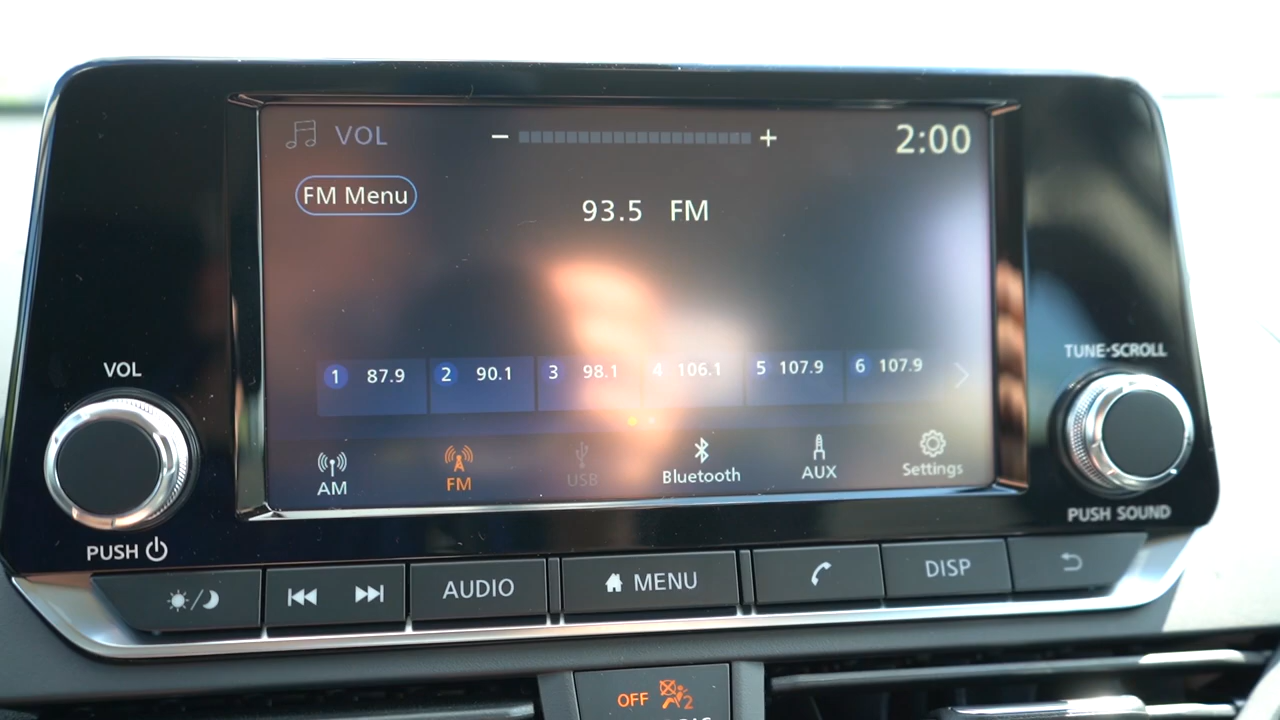 VOL − + 2:00
FM Menu
93.5 FM
1 87.9 2 90.1 3 98.1 4 106.1 5 107.9 6 107.9
AM FM USB Bluetooth AUX Settings
VOL
PUSH
TUNE·SCROLL
PUSH SOUND
AUDIO MENU DISP
OFF 2